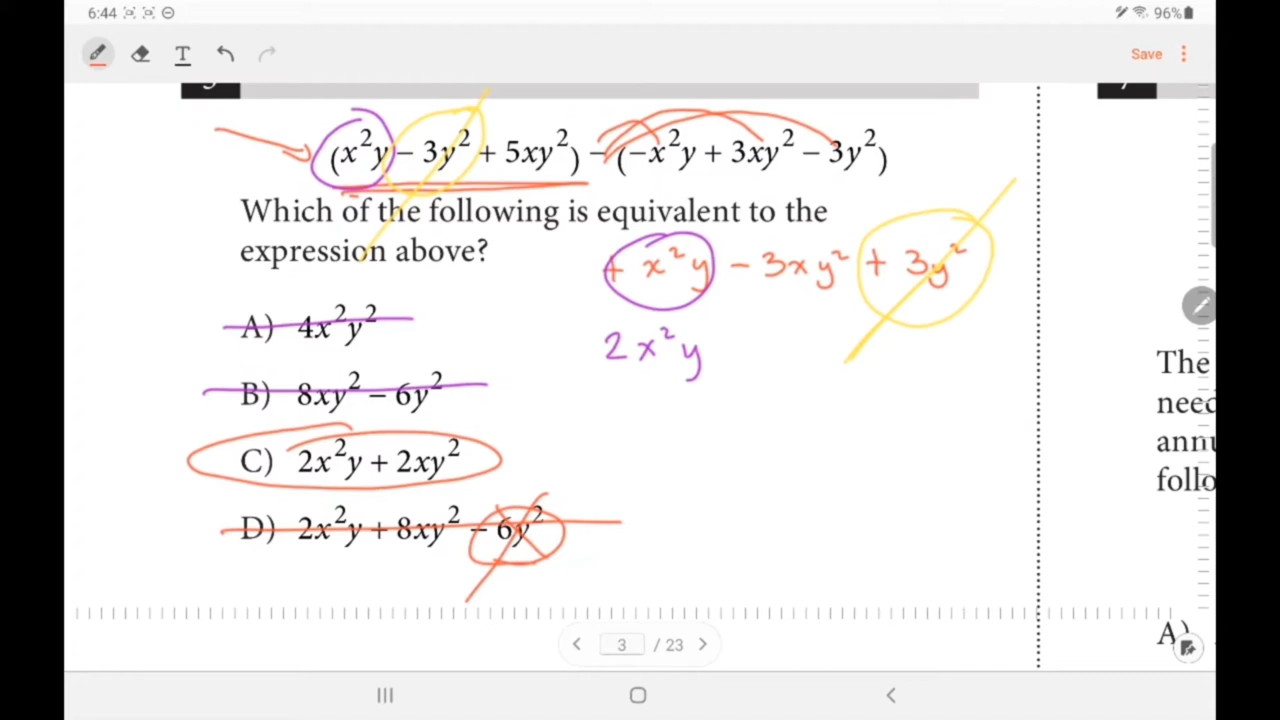 6:44 96%
T Save
(x²y − 3y² + 5xy²) − (−x²y + 3xy² − 3y²)
Which of the following is equivalent to the
expression above?
+ x²y − 3xy² + 3y²
2x²y
A) 4x²y²
B) 8xy² − 6y²
C) 2x²y + 2xy²
D) 2x²y + 8xy² − 6y²
The
need
annu
follo
A)
3 / 23